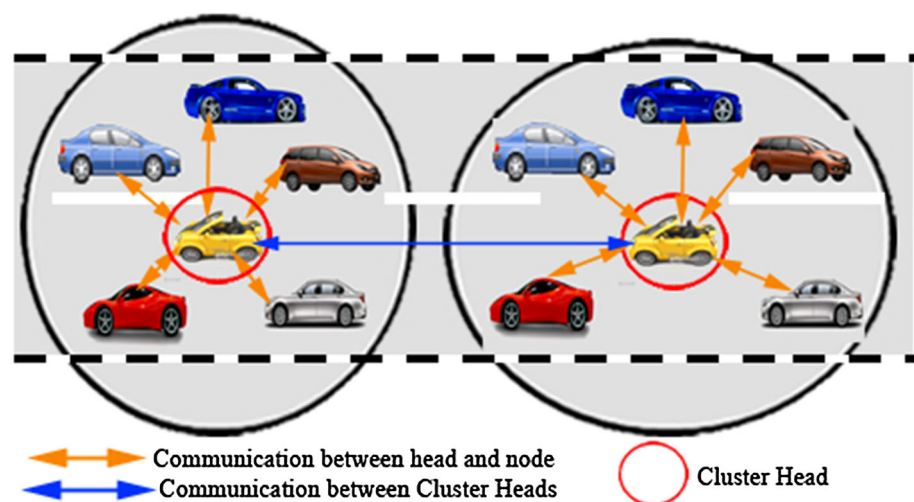 Communication between head and node
Communication between Cluster Heads
Cluster Head